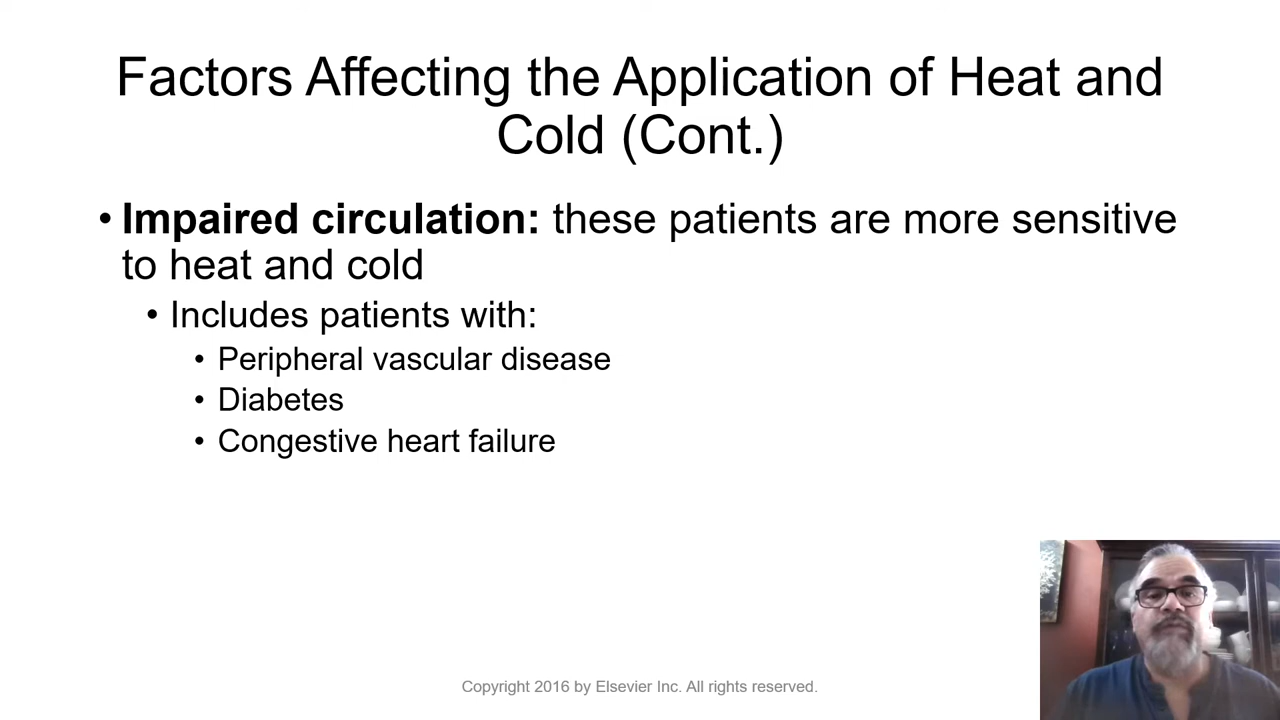 Factors Affecting the Application of Heat and
Cold (Cont.)
• Impaired circulation: these patients are more sensitive
to heat and cold
• Includes patients with:
• Peripheral vascular disease
• Diabetes
• Congestive heart failure
Copyright 2016 by Elsevier Inc. All rights reserved.